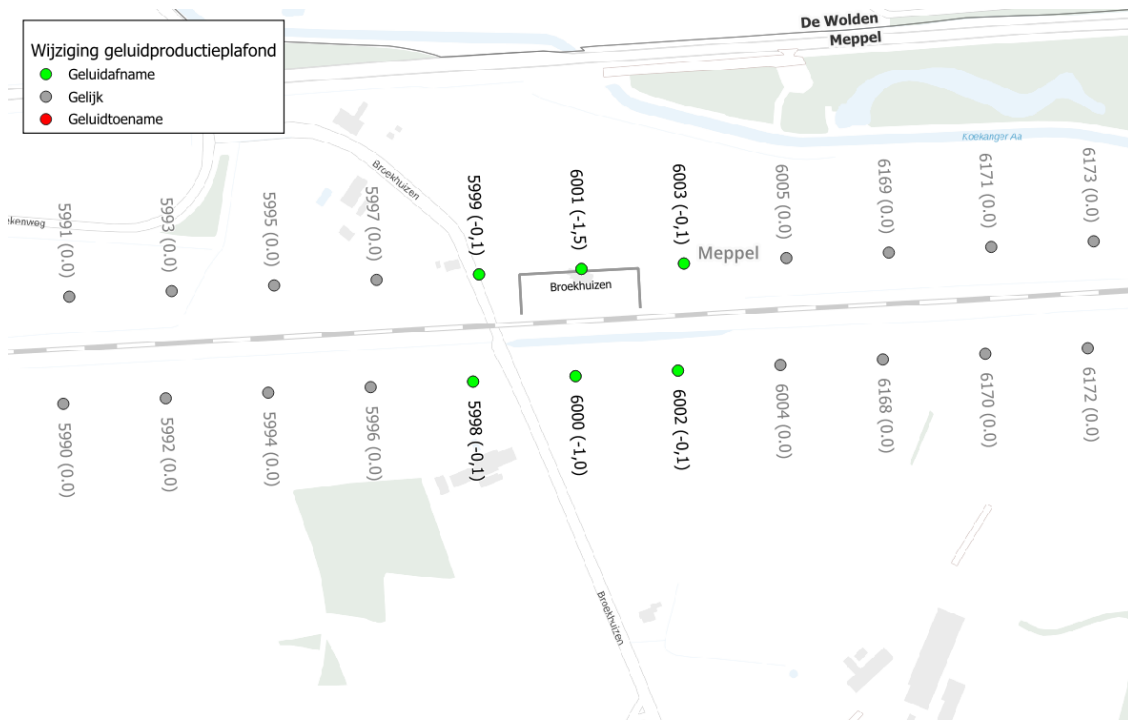 De Wolden
Meppel
Wijziging geluidproductieplafond
Geluidafname
Gelijk
Geluidtoename
Koekanger Aa
Broekhuizen
5991 (0.0)
5993 (0.0)
5995 (0.0)
5997 (0.0)
5999 (-0,1)
6001 (-1,5)
6003 (-0,1)
6005 (0.0)
6169 (0.0)
6171 (0.0)
6173 (0.0)
Meppel
Broekhuizen
5990 (0.0)
5992 (0.0)
5994 (0.0)
5996 (0.0)
5998 (-0,1)
6000 (-1,0)
6002 (-0,1)
6004 (0.0)
6168 (0.0)
6170 (0.0)
6172 (0.0)
Broekhuizen